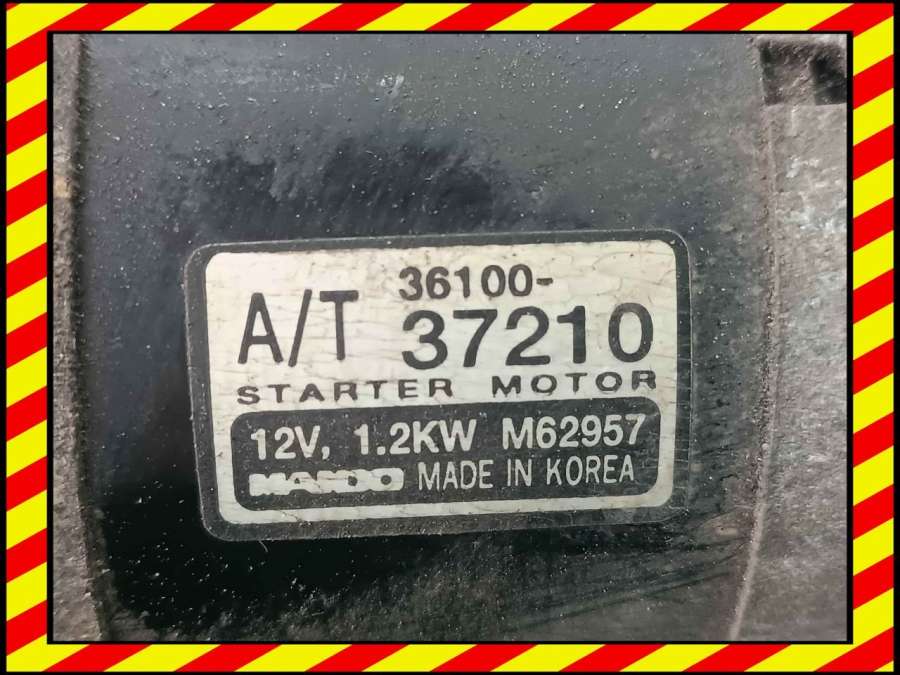 36100-
A/T 37210
STARTER MOTOR
12V, 1.2KW M62957
MANDO MADE IN KOREA